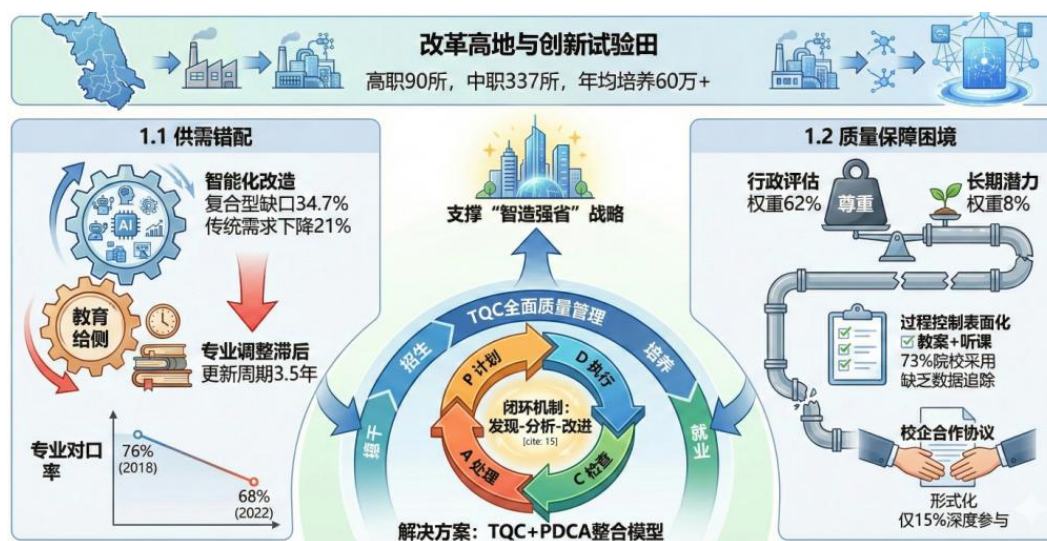 改革高地与创新试验田
高职90所，中职337所，年均培养60万+
1.1 供需错配
智能化改造
复合型缺口34.7%
传统需求下降21%
AI
教育
给侧
专业调整滞后
更新周期3.5年
专业对口
率
76%
(2018)
68%
(2022)
支撑“智造强省”战略
TQC全面质量管理
招生
培养
就业
P 计划
D 执行
C 检查
A 处理
闭环机制：
发现-分析-改进
[cite: 15]
解决方案：TQC+PDCA整合模型
1.2 质量保障困境
行政评估
权重62%
尊重
长期潜力
权重8%
过程控制表面化
教案+听课
73%院校采用
缺乏数据追除
校企合作协议
形式化
仅15%深度参与